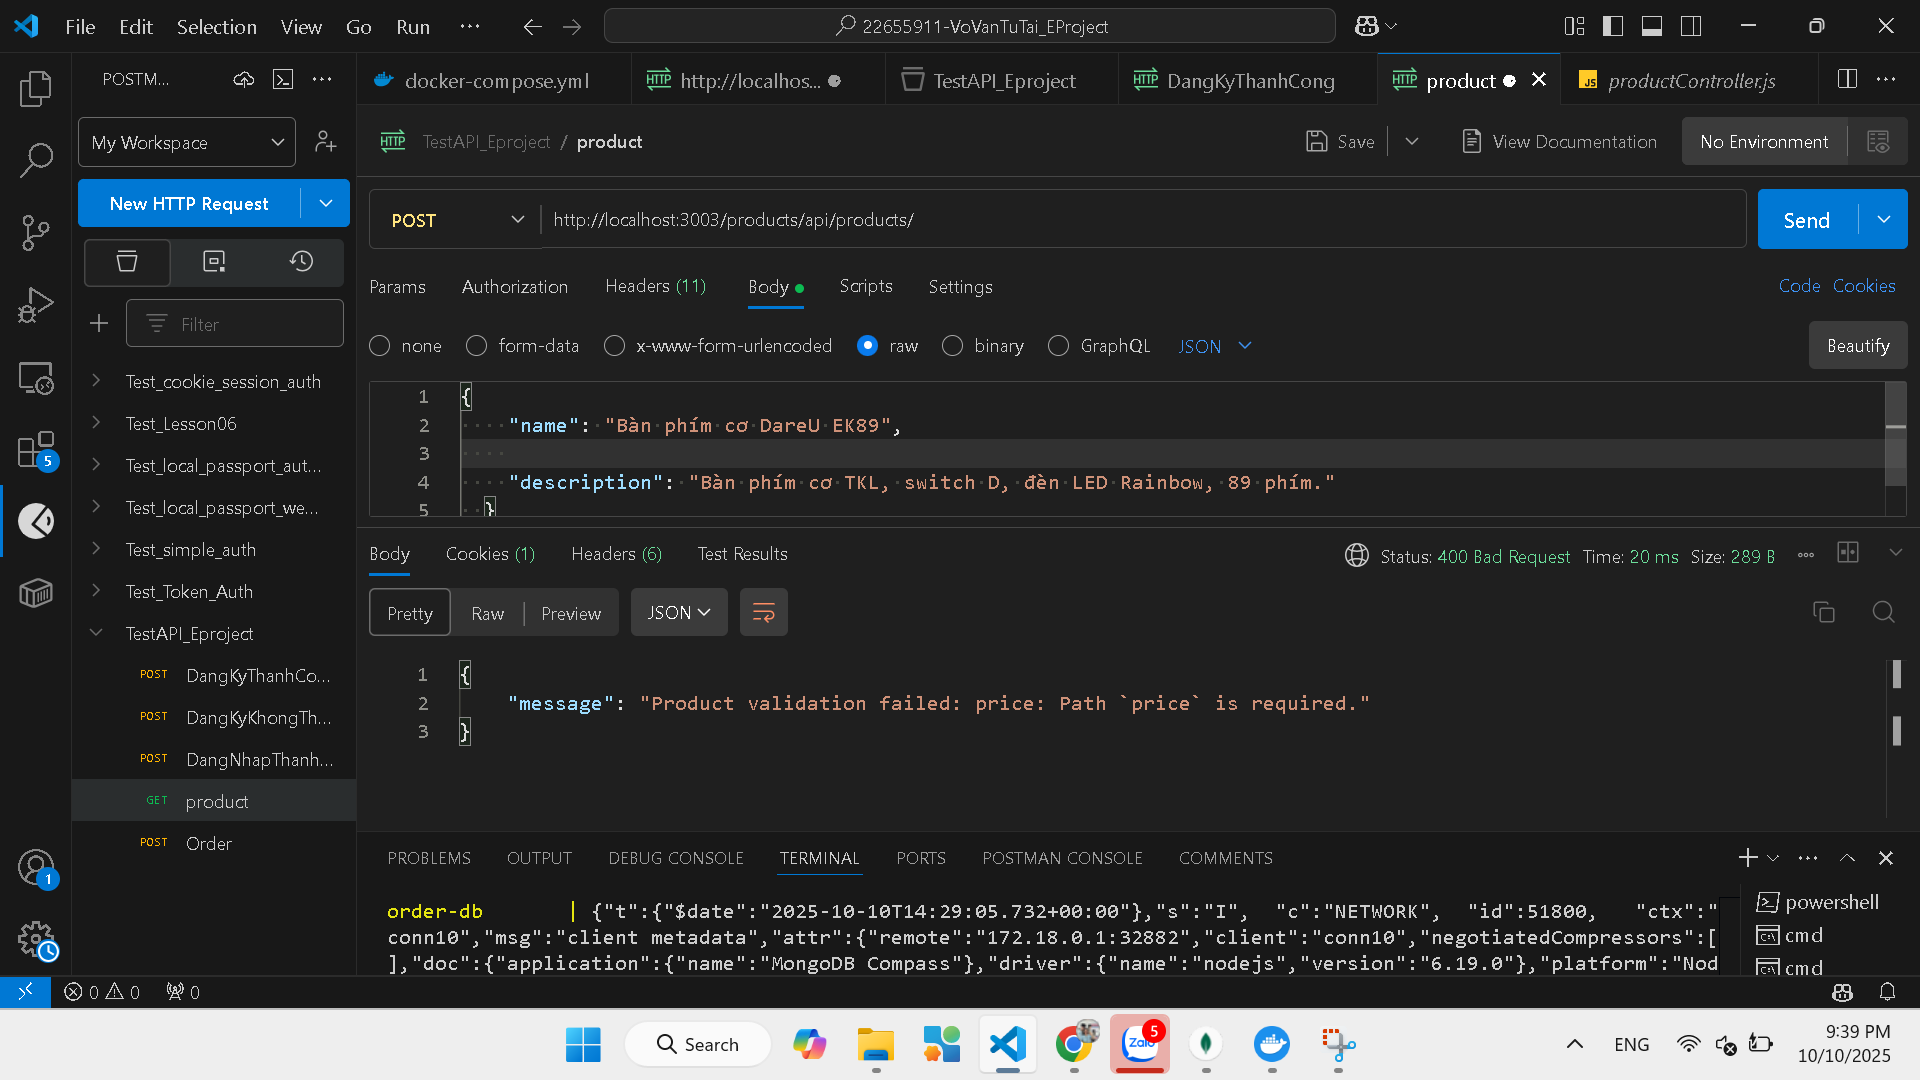 File Edit Selection View Go Run ···
22655911-VoVanTuTai_EProject
POSTM...
docker-compose.yml
http://localhos...
TestAPI_Eproject
DangKyThanhCong
product
productController.js
My Workspace
TestAPI_Eproject / product
Save
View Documentation
No Environment
New HTTP Request
POST
http://localhost:3003/products/api/products/
Send
Params Authorization Headers (11) Body Scripts Settings
Code Cookies
Filter
none form-data x-www-form-urlencoded raw binary GraphQL JSON
Beautify
Test_cookie_session_auth
Test_Lesson06
Test_local_passport_aut...
Test_local_passport_we...
Test_simple_auth
Test_Token_Auth
TestAPI_Eproject
POST DangKyThanhCo...
POST DangKyKhongTh...
POST DangNhapThanh...
GET product
POST Order
5
1
1 {
2 "name": "Bàn phím cơ DareU EK89",
3
4 "description": "Bàn phím cơ TKL, switch D, đèn LED Rainbow, 89 phím."
5 }
Body Cookies (1) Headers (6) Test Results
Status: 400 Bad Request Time: 20 ms Size: 289 B
Pretty Raw Preview JSON
1 {
2 "message": "Product validation failed: price: Path `price` is required."
3 }
PROBLEMS OUTPUT DEBUG CONSOLE TERMINAL PORTS POSTMAN CONSOLE COMMENTS
order-db | {"t":{"$date":"2025-10-10T14:29:05.732+00:00"},"s":"I", "c":"NETWORK", "id":51800, "ctx":"
conn10","msg":"client metadata","attr":{"remote":"172.18.0.1:32882","client":"conn10","negotiatedCompressors":[
],"doc":{"application":{"name":"MongoDB Compass"},"driver":{"name":"nodejs","version":"6.19.0"},"platform":"Nod
powershell
cmd
cmd
0 0 0
Search
Zalo
5
ENG
9:39 PM
10/10/2025